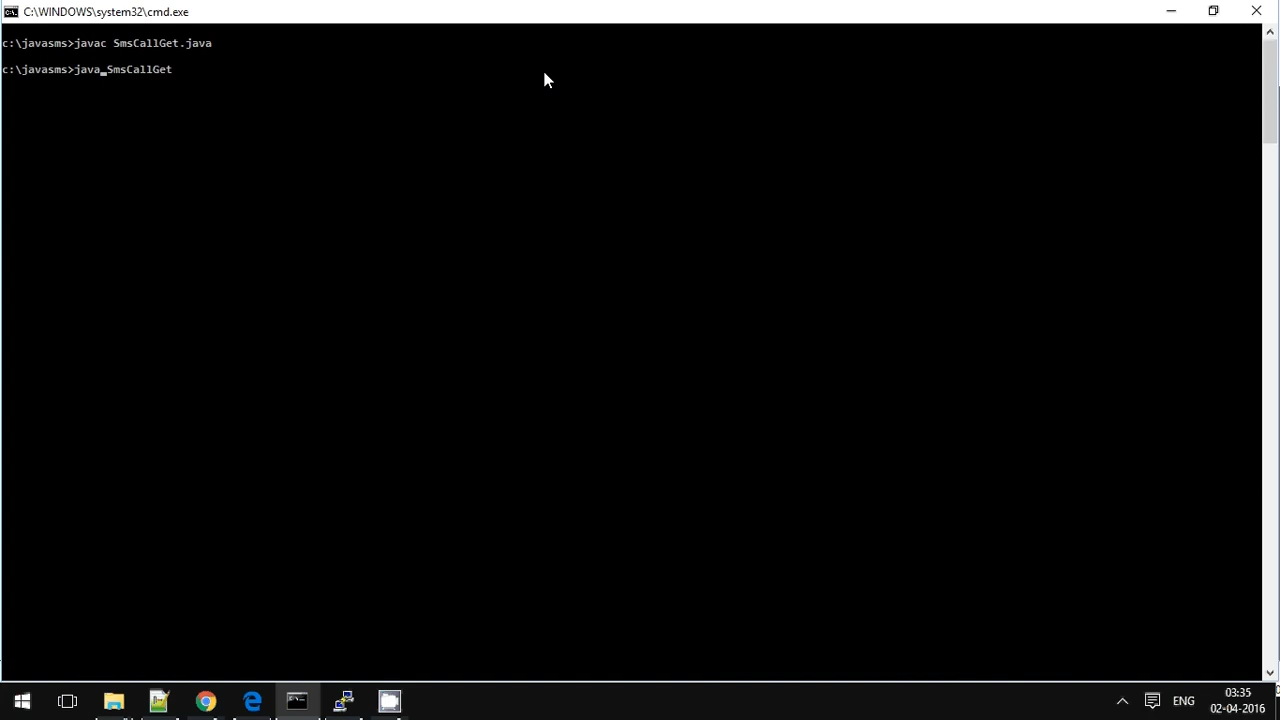 C:\WINDOWS\system32\cmd.exe
c:\javasms>javac SmsCallGet.java
c:\javasms>java SmsCallGet
ENG
03:35
02-04-2016